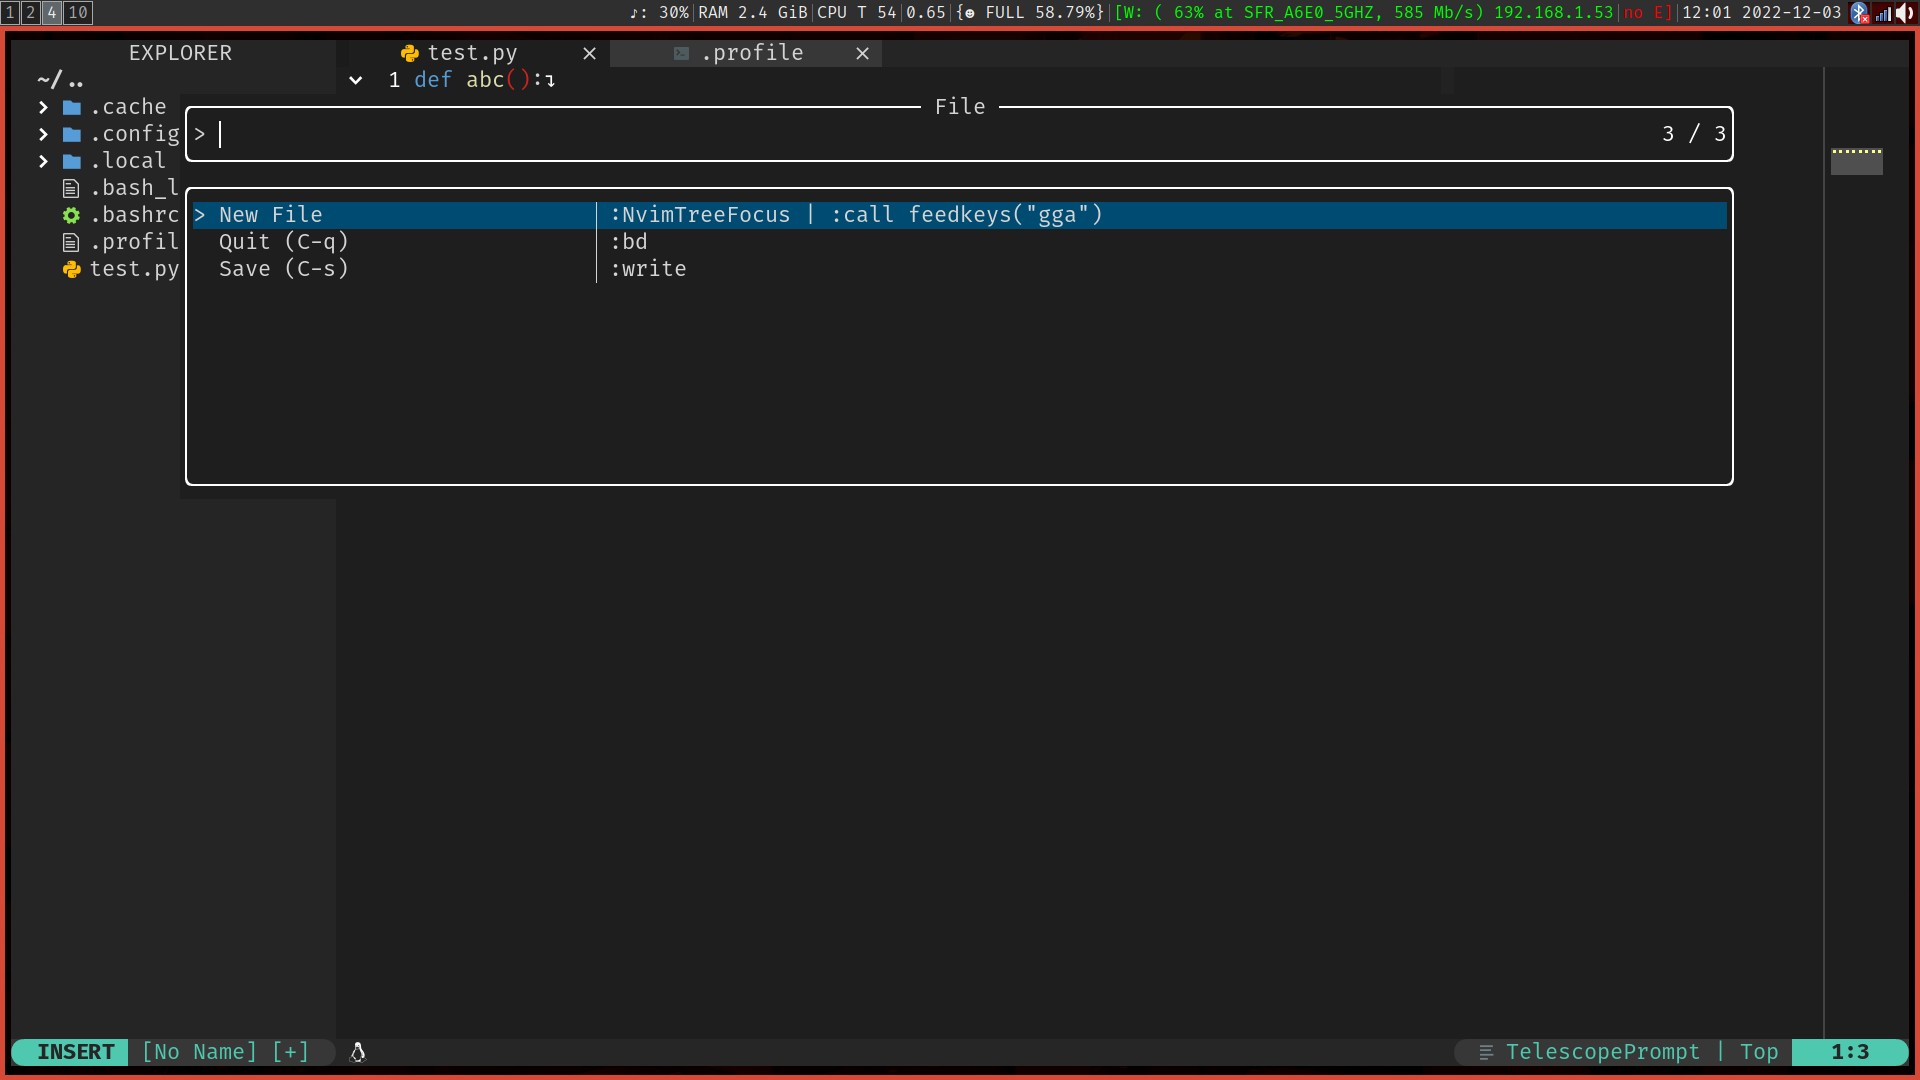 1 2 4 10 ♪: 30%|RAM 2.4 GiB|CPU T 54|0.65|{☻ FULL 58.79%}|[W: ( 63% at SFR_A6E0_5GHZ, 585 Mb/s) 192.168.1.53|no E]|12:01 2022-12-03
EXPLORER test.py × .profile ×
~/.. 1 def abc():↴
> .cache
> .config
> .local
.bash_l
.bashrc
.profil
test.py
File
> 3 / 3
> New File | :NvimTreeFocus | :call feedkeys("gga")
Quit (C-q) | :bd
Save (C-s) | :write
INSERT [No Name] [+] TelescopePrompt | Top 1:3